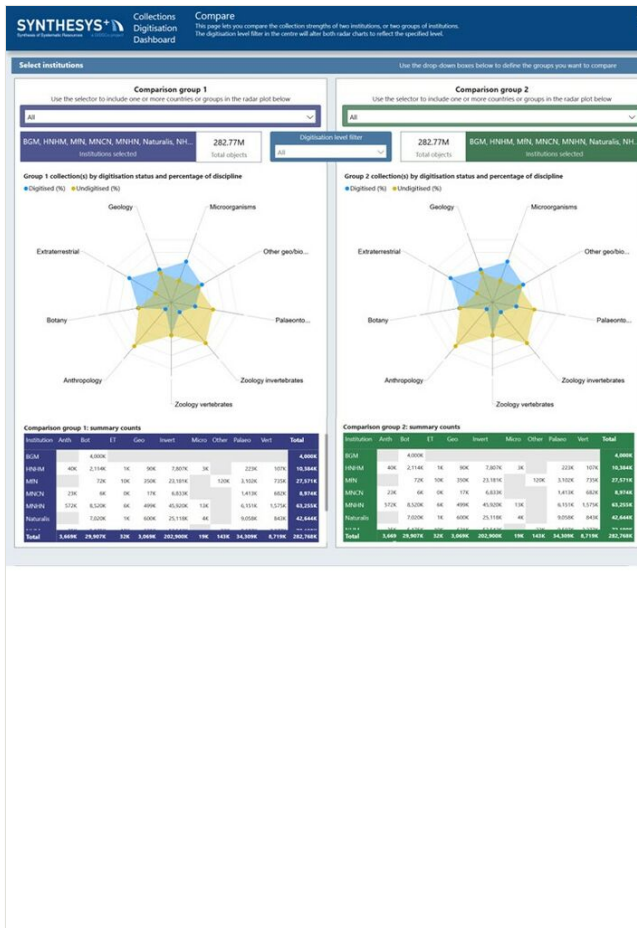 SYNTHESYS+
Synthesis of Systematic Resources
Collections
Digitisation
Dashboard
Compare
This page lets you compare the collection strengths of two institutions, or two groups of institutions.
The digitisation level filter in the centre will alter both radar charts to reflect the specified level.
Select institutions
Use the drop-down boxes below to define the groups you want to compare
Comparison group 1
Use the selector to include one or more countries or groups in the radar plot below
All
BGM, HNHM, MfN, MNCN, MNHN, Naturalis, NH...
Institutions selected
282.77M
Total objects
Digitisation level filter
All
Comparison group 2
Use the selector to include one or more countries or groups in the radar plot below
All
282.77M
Total objects
BGM, HNHM, MfN, MNCN, MNHN, Naturalis, NH...
Institutions selected
Group 1 collection(s) by digitisation status and percentage of discipline
Digitised (%) Undigitised (%)
Geology
Microorganisms
Extraterrestrial
Other geo/bio...
Botany
Palaeonto...
Anthropology
Zoology invertebrates
Zoology vertebrates
Group 2 collection(s) by digitisation status and percentage of discipline
Digitised (%) Undigitised (%)
Geology
Microorganisms
Extraterrestrial
Other geo/bio...
Botany
Palaeonto...
Anthropology
Zoology invertebrates
Zoology vertebrates
Comparison group 1: summary counts
Institution Anth Bot ET Geo Invert Micro Other Palaeo Vert Total
BGM 4,000K 4,000K
HNHM 40K 2,114K 1K 90K 7,807K 3K 223K 107K 10,384K
MfN 72K 10K 350K 23,181K 120K 3,102K 735K 27,571K
MNCN 23K 6K 0K 17K 6,833K 1,413K 682K 8,974K
MNHN 572K 8,520K 6K 499K 45,920K 13K 6,151K 1,575K 63,255K
Naturalis 7,020K 1K 600K 25,118K 4K 9,058K 843K 42,644K
Total 3,669K 29,907K 32K 3,069K 202,900K 19K 143K 34,309K 8,719K 282,768K
Comparison group 2: summary counts
Institution Anth Bot ET Geo Invert Micro Other Palaeo Vert Total
BGM 4,000K 4,000K
HNHM 40K 2,114K 1K 90K 7,807K 3K 223K 107K 10,384K
MfN 72K 10K 350K 23,181K 120K 3,102K 735K 27,571K
MNCN 23K 6K 0K 17K 6,833K 1,413K 682K 8,974K
MNHN 572K 8,520K 6K 499K 45,920K 13K 6,151K 1,575K 63,255K
Naturalis 7,020K 1K 600K 25,118K 4K 9,058K 843K 42,644K
Total 3,669 29,907K 32K 3,069K 202,900K 19K 143K 34,309K 8,719K 282,768K